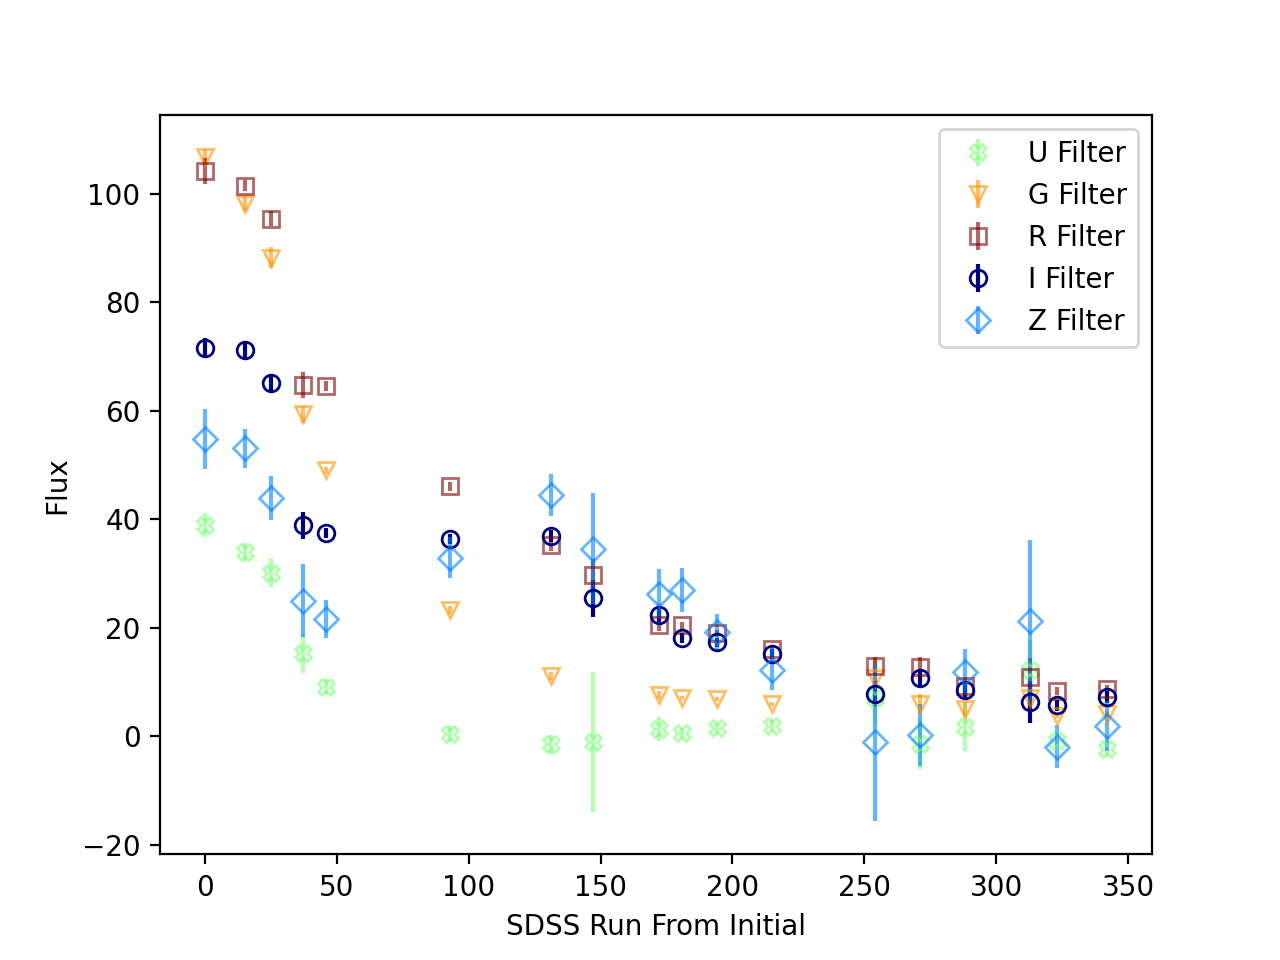 U Filter
G Filter
R Filter
I Filter
Z Filter
100
80
60
40
20
0
−20
Flux
0 50 100 150 200 250 300 350
SDSS Run From Initial